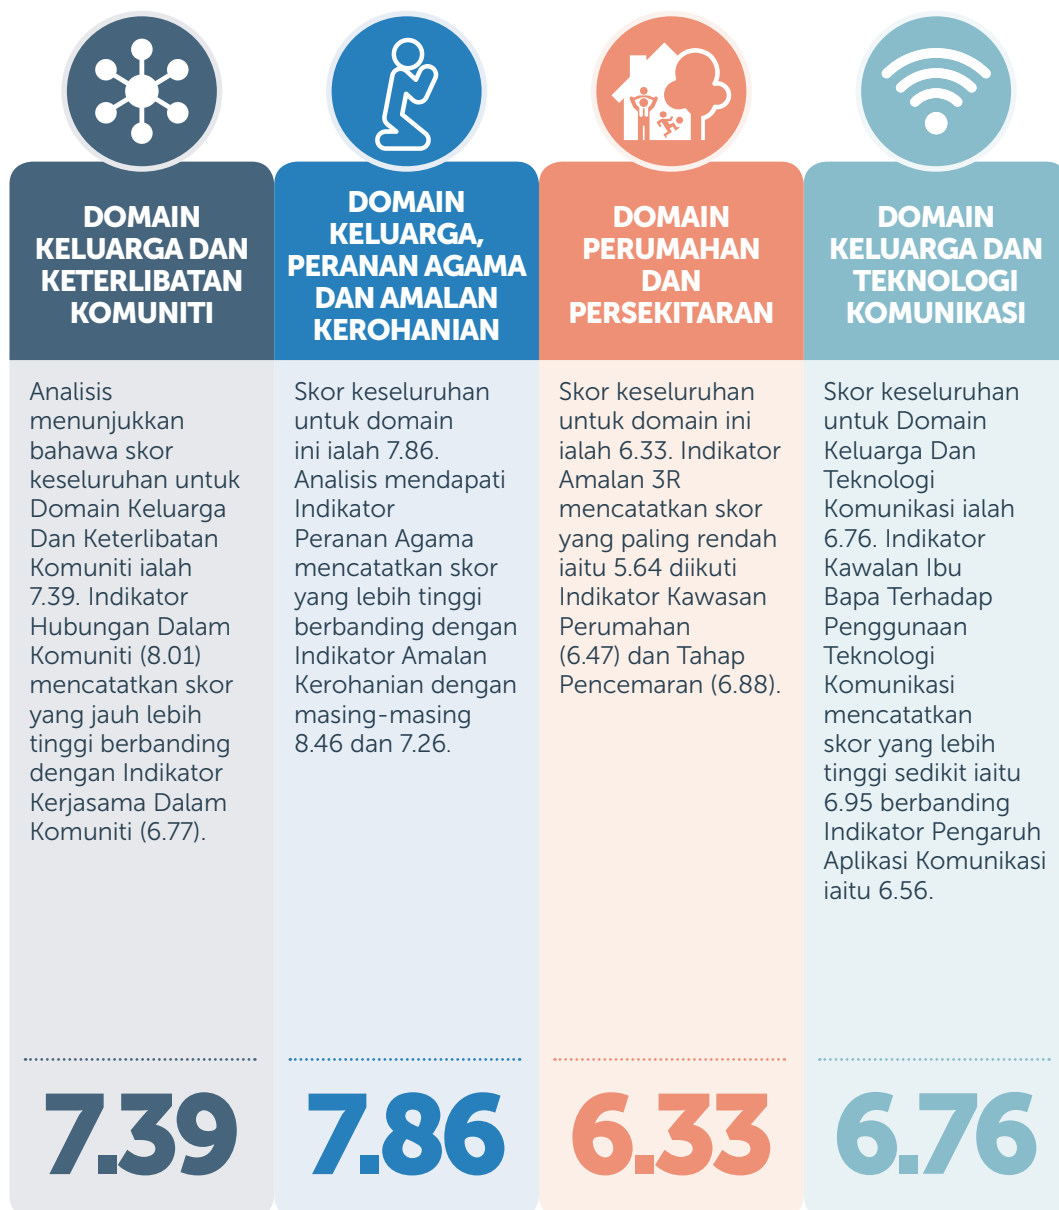 DOMAIN
KELUARGA DAN
KETERLIBATAN
KOMUNITI
Analisis
menunjukkan
bahawa skor
keseluruhan untuk
Domain Keluarga
Dan Keterlibatan
Komuniti ialah
7.39. Indikator
Hubungan Dalam
Komuniti (8.01)
mencatatkan skor
yang jauh lebih
tinggi berbanding
dengan Indikator
Kerjasama Dalam
Komuniti (6.77).
7.39
DOMAIN
KELUARGA,
PERANAN AGAMA
DAN AMALAN
KEROHANIAN
Skor keseluruhan
untuk domain
ini ialah 7.86.
Analisis mendapati
Indikator
Peranan Agama
mencatatkan skor
yang lebih tinggi
berbanding dengan
Indikator Amalan
Kerohanian dengan
masing-masing
8.46 dan 7.26.
7.86
DOMAIN
PERUMAHAN
DAN
PERSEKITARAN
Skor keseluruhan
untuk domain ini
ialah 6.33. Indikator
Amalan 3R
mencatatkan skor
yang paling rendah
iaitu 5.64 diikuti
Indikator Kawasan
Perumahan
(6.47) dan Tahap
Pencemaran (6.88).
6.33
DOMAIN
KELUARGA DAN
TEKNOLOGI
KOMUNIKASI
Skor keseluruhan
untuk Domain
Keluarga Dan
Teknologi
Komunikasi ialah
6.76. Indikator
Kawalan Ibu
Bapa Terhadap
Penggunaan
Teknologi
Komunikasi
mencatatkan
skor yang lebih
tinggi sedikit iaitu
6.95 berbanding
Indikator Pengaruh
Aplikasi Komunikasi
iaitu 6.56.
6.76